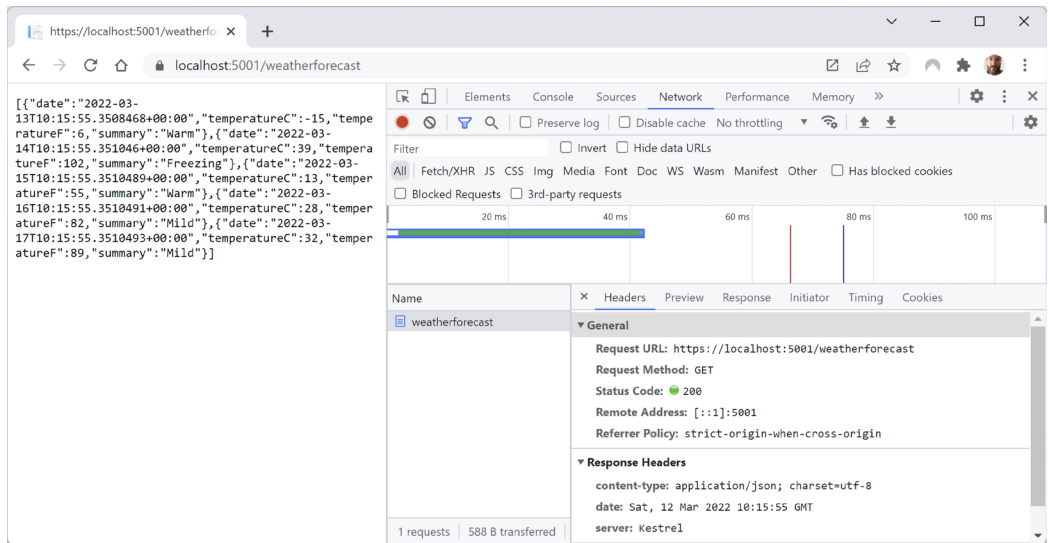 https://localhost:5001/weatherfo
localhost:5001/weatherforecast
[{"date":"2022-03-
13T10:15:55.3508468+00:00","temperatureC":-15,"tempe
ratureF":6,"summary":"Warm"},{"date":"2022-03-
14T10:15:55.351046+00:00","temperatureC":39,"tempera
tureF":102,"summary":"Freezing"},{"date":"2022-03-
15T10:15:55.3510489+00:00","temperatureC":13,"temper
atureF":55,"summary":"Warm"},{"date":"2022-03-
16T10:15:55.3510491+00:00","temperatureC":28,"temper
atureF":82,"summary":"Mild"},{"date":"2022-03-
17T10:15:55.3510493+00:00","temperatureC":32,"temper
atureF":89,"summary":"Mild"}]
Elements Console Sources Network Performance Memory
Preserve log Disable cache No throttling
Filter Invert Hide data URLs
All Fetch/XHR JS CSS Img Media Font Doc WS Wasm Manifest Other Has blocked cookies
Blocked Requests 3rd-party requests
20 ms 40 ms 60 ms 80 ms 100 ms
Name
weatherforecast
1 requests 588 B transferred
Headers Preview Response Initiator Timing Cookies
General
Request URL: https://localhost:5001/weatherforecast
Request Method: GET
Status Code: 200
Remote Address: [::1]:5001
Referrer Policy: strict-origin-when-cross-origin
Response Headers
content-type: application/json; charset=utf-8
date: Sat, 12 Mar 2022 10:15:55 GMT
server: Kestrel